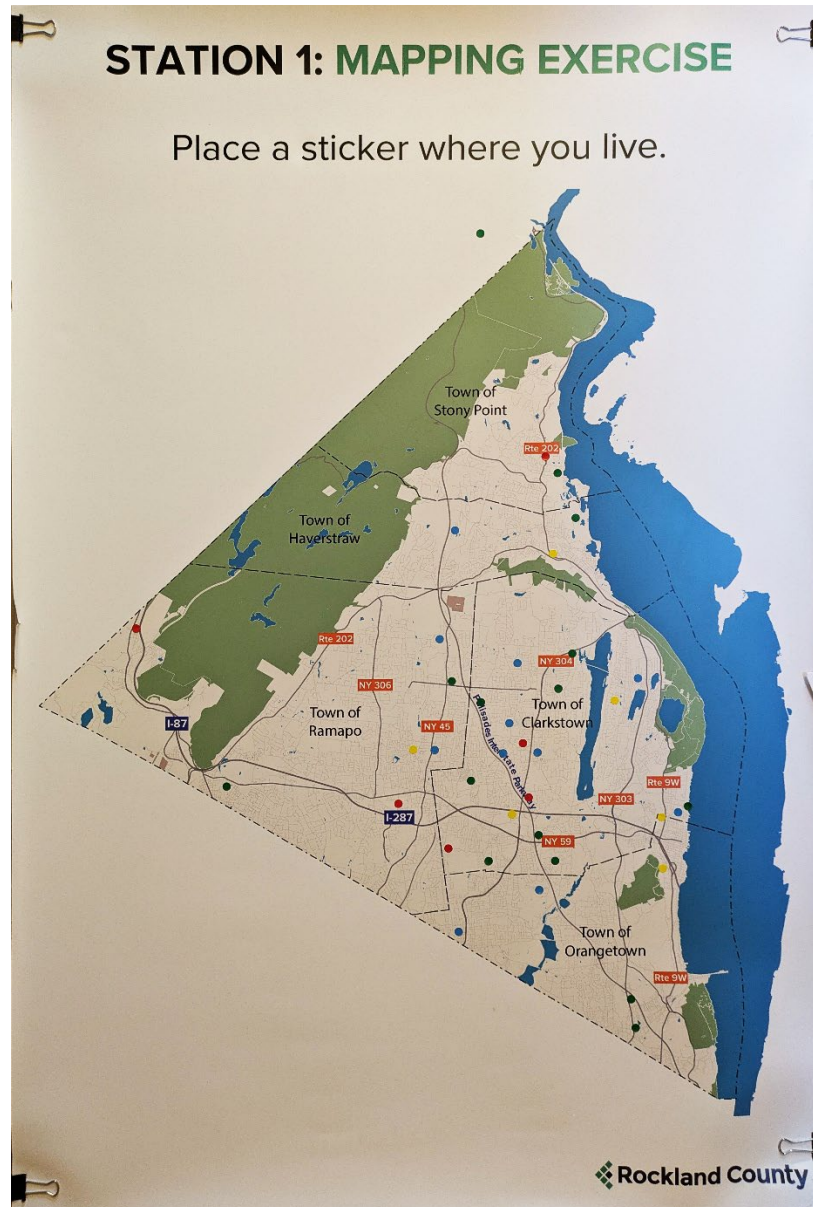 STATION 1: MAPPING EXERCISE
Place a sticker where you live.
Town of
Stony Point
Rte 202
Town of
Haverstraw
Rte 202
NY 304
NY 306
Town of
Ramapo
NY 45
Palisades Interstate Parkway
Town of
Clarkstown
I-87
Rte 9W
NY 303
I-287
NY 59
Town of
Orangetown
Rte 9W
Rockland County